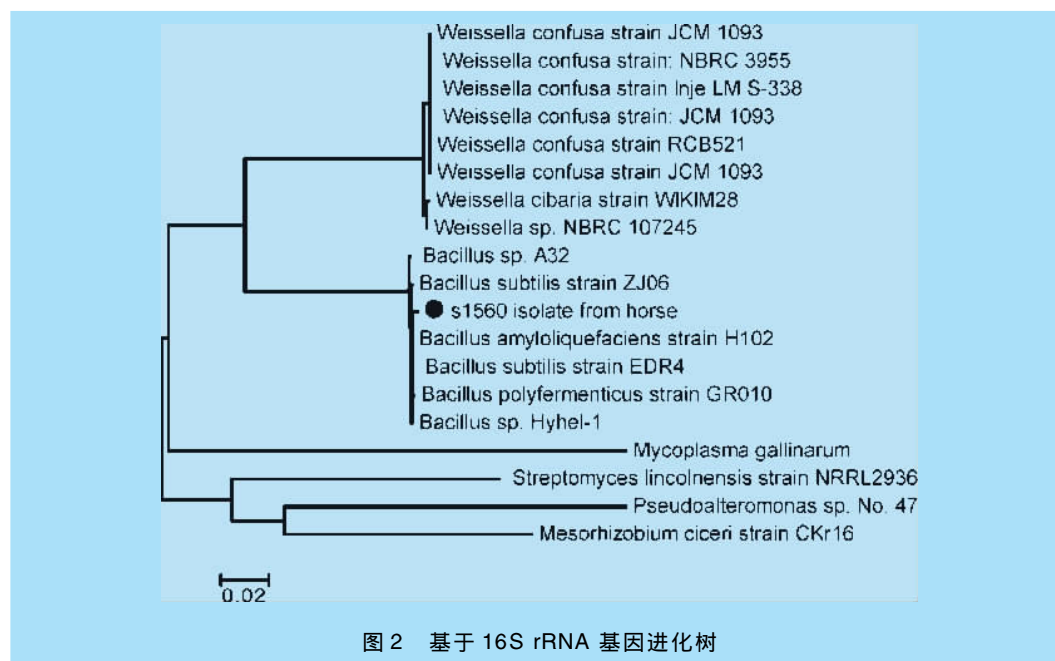 Weissella confusa strain JCM 1093
Weissella confusa strain: NBRC 3955
Weissella confusa strain Inje LM S-338
Weissella confusa strain: JCM 1093
Weissella confusa strain RCB521
Weissella confusa strain JCM 1093
Weissella cibaria strain WIKIM28
Weissella sp. NBRC 107245
Bacillus sp. A32
Bacillus subtilis strain ZJ06
s1560 isolate from horse
Bacillus amyloliquefaciens strain H102
Bacillus subtilis strain EDR4
Bacillus polyfermenticus strain GR010
Bacillus sp. Hyhel-1
Mycoplasma gallinarum
Streptomyces lincolnensis strain NRRL2936
Pseudoalteromonas sp. No. 47
Mesorhizobium ciceri strain CKr16
0.02
图 2 基于 16S rRNA 基因进化树